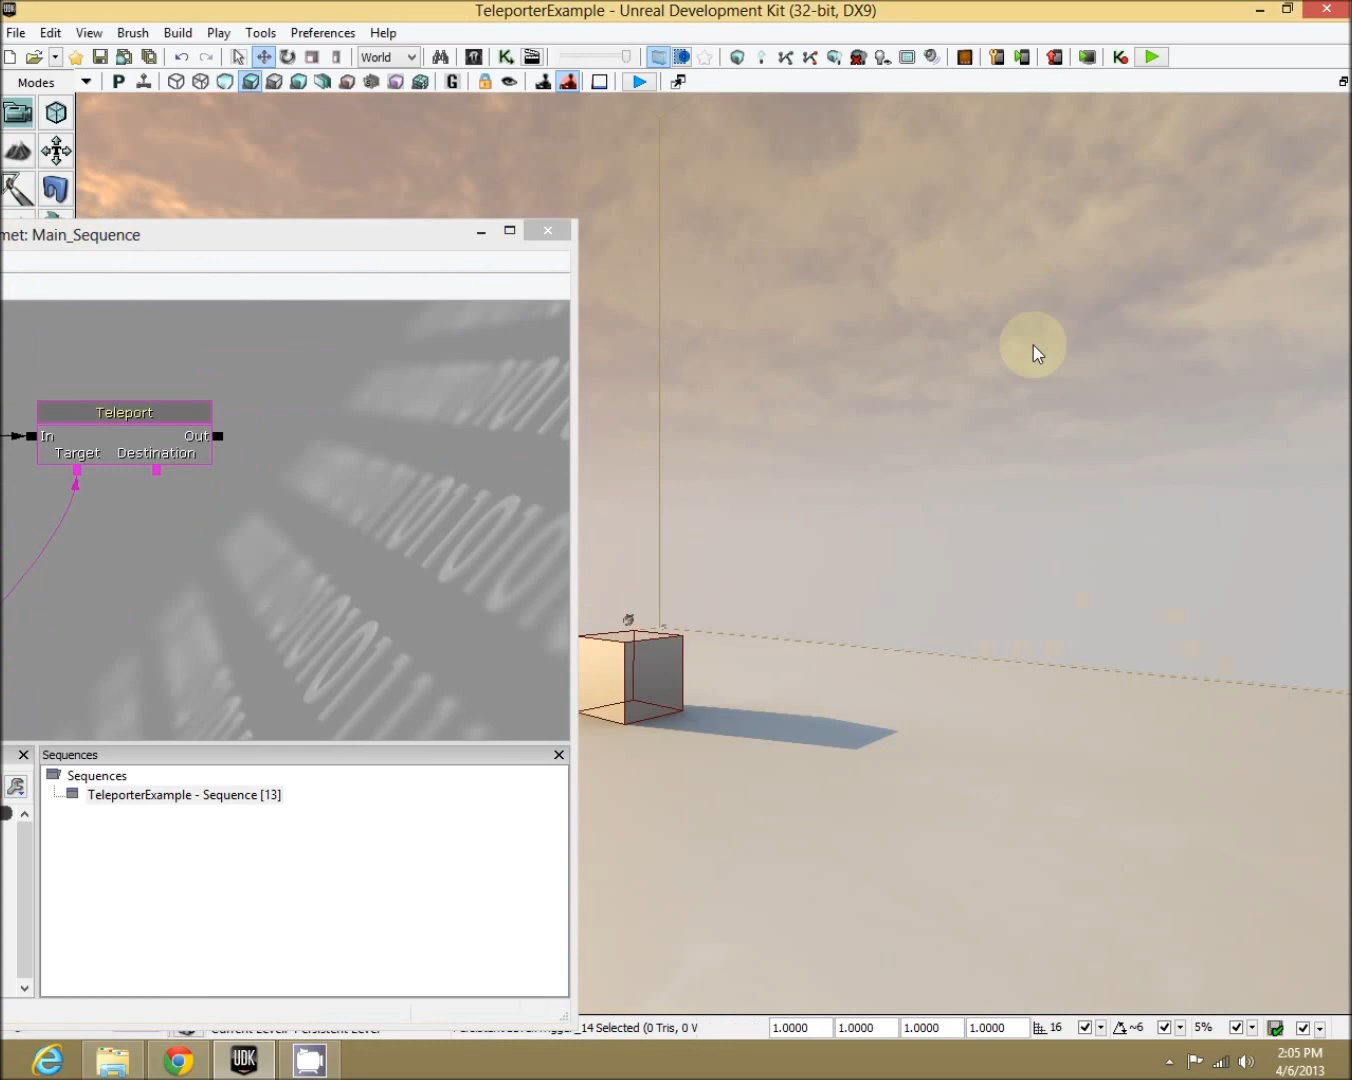 TeleporterExample - Unreal Development Kit (32-bit, DX9)
File Edit View Brush Build Play Tools Preferences Help
World
Modes
P G
met: Main_Sequence
Teleport
In Out
Target Destination
Sequences
Sequences
TeleporterExample - Sequence [13]
_14 Selected (0 Tris, 0 V
1.0000 1.0000 1.0000 1.0000 16 ~6 5%
UDK
2:05 PM
4/6/2013